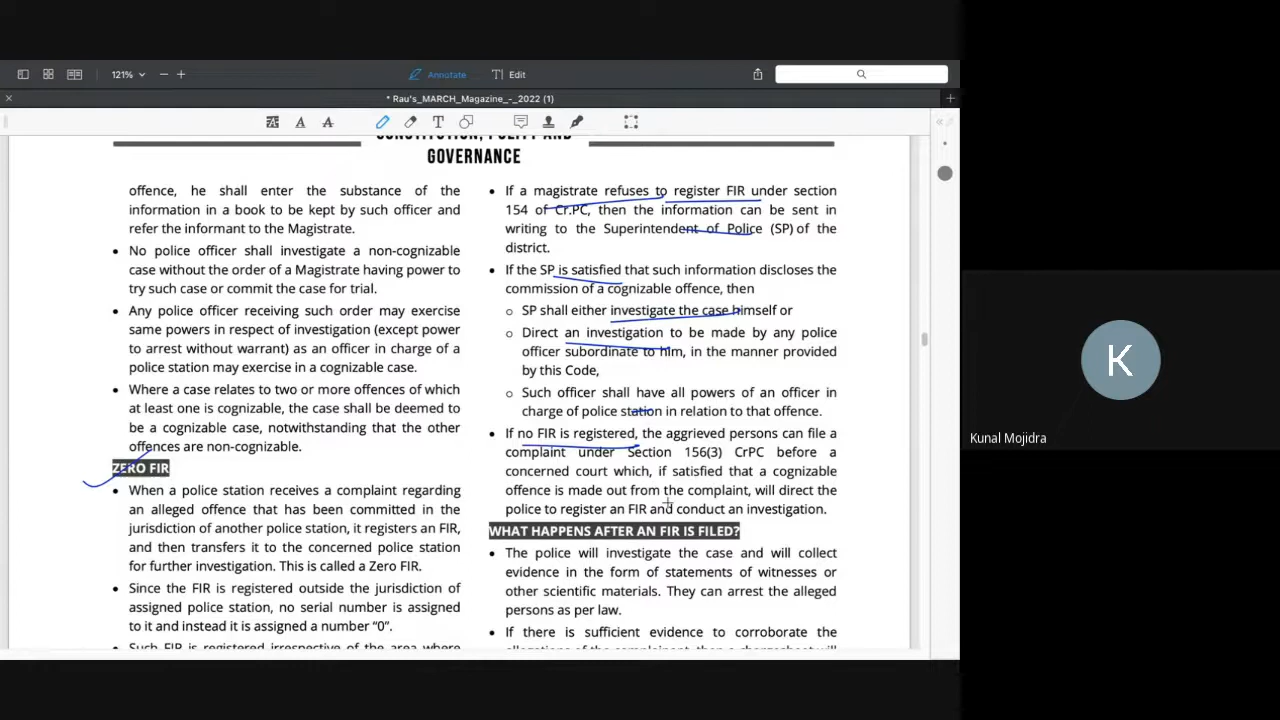 121%
Annotate
Edit
* Rau's_MARCH_Magazine_-_2022 (1)
CONSTITUTION, POLITY AND
GOVERNANCE
offence, he shall enter the substance of the
information in a book to be kept by such officer and
refer the informant to the Magistrate.
• No police officer shall investigate a non-cognizable
case without the order of a Magistrate having power to
try such case or commit the case for trial.
• Any police officer receiving such order may exercise
same powers in respect of investigation (except power
to arrest without warrant) as an officer in charge of a
police station may exercise in a cognizable case.
• Where a case relates to two or more offences of which
at least one is cognizable, the case shall be deemed to
be a cognizable case, notwithstanding that the other
offences are non-cognizable.
ZERO FIR
• When a police station receives a complaint regarding
an alleged offence that has been committed in the
jurisdiction of another police station, it registers an FIR,
and then transfers it to the concerned police station
for further investigation. This is called a Zero FIR.
• Since the FIR is registered outside the jurisdiction of
assigned police station, no serial number is assigned
to it and instead it is assigned a number “0”.
• Such FIR is registered irrespective of the area where
• If a magistrate refuses to register FIR under section
154 of Cr.PC, then the information can be sent in
writing to the Superintendent of Police (SP) of the
district.
• If the SP is satisfied that such information discloses the
commission of a cognizable offence, then
o SP shall either investigate the case himself or
o Direct an investigation to be made by any police
officer subordinate to him, in the manner provided
by this Code,
o Such officer shall have all powers of an officer in
charge of police station in relation to that offence.
• If no FIR is registered, the aggrieved persons can file a
complaint under Section 156(3) CrPC before a
concerned court which, if satisfied that a cognizable
offence is made out from the complaint, will direct the
police to register an FIR and conduct an investigation.
WHAT HAPPENS AFTER AN FIR IS FILED?
• The police will investigate the case and will collect
evidence in the form of statements of witnesses or
other scientific materials. They can arrest the alleged
persons as per law.
• If there is sufficient evidence to corroborate the
allegations of the complainant, then a chargesheet will
K
Kunal Mojidra